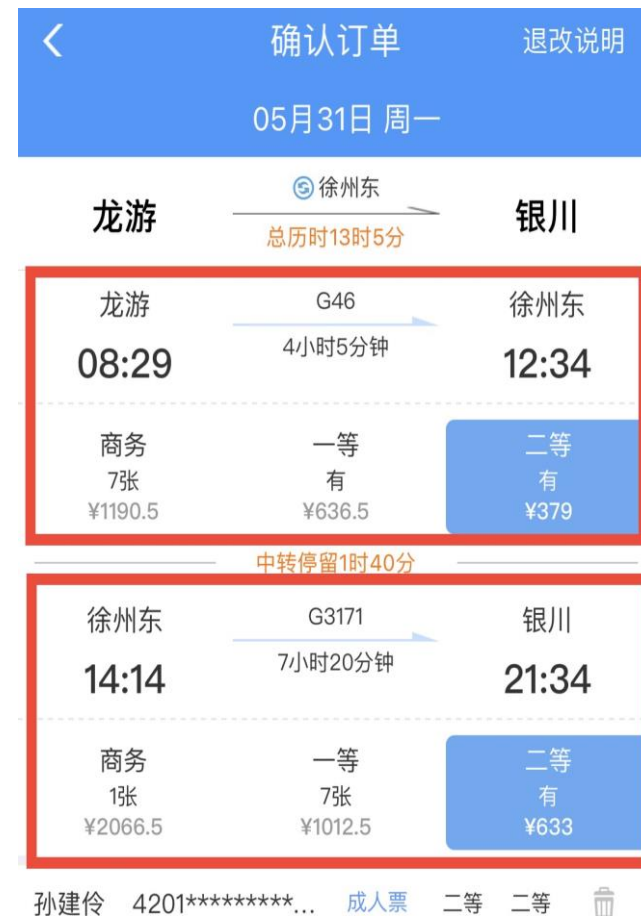 确认订单 退改说明
05月31日 周一
徐州东
龙游 银川
总历时13时5分
龙游 G46 徐州东
08:29 4小时5分钟 12:34
商务 一等 二等
7张 有 有
¥1190.5 ¥636.5 ¥379
中转停留1时40分
徐州东 G3171 银川
14:14 7小时20分钟 21:34
商务 一等 二等
1张 7张 有
¥2066.5 ¥1012.5 ¥633
孙建伶 4201*********... 成人票 二等 二等